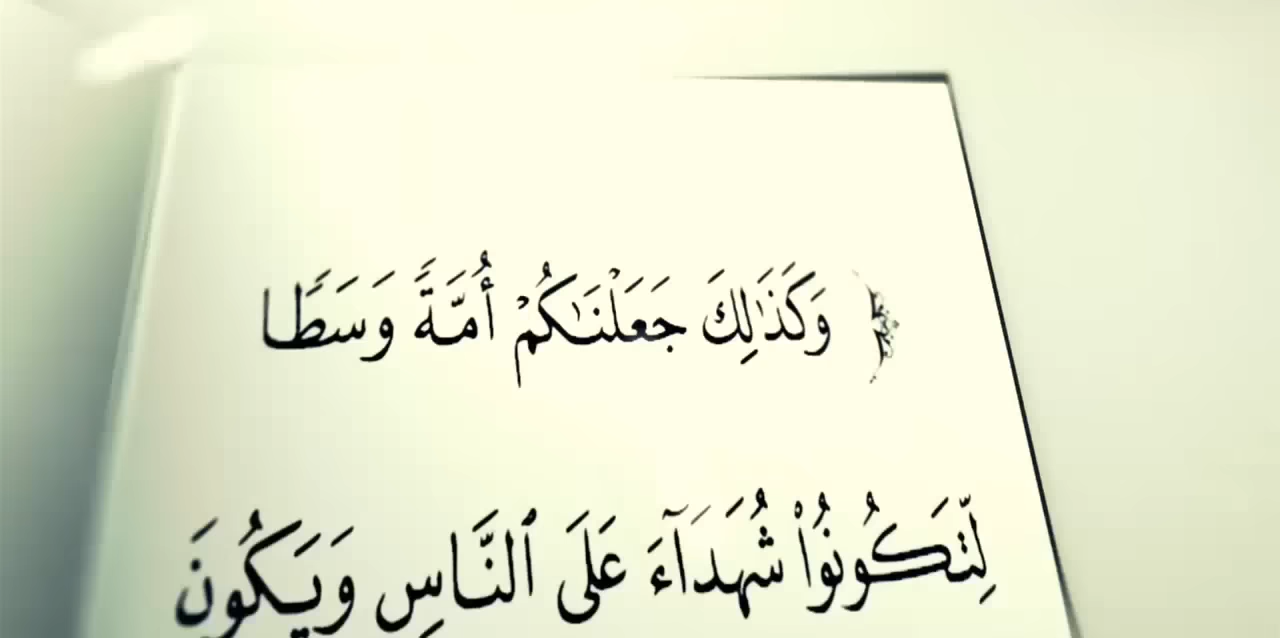 ﴿ وَكَذَٰلِكَ جَعَلْنَـٰكُمْ أُمَّةً وَسَطًا
لِّتَكُونُوا۟ شُهَدَآءَ عَلَى ٱلنَّاسِ وَيَكُونَ